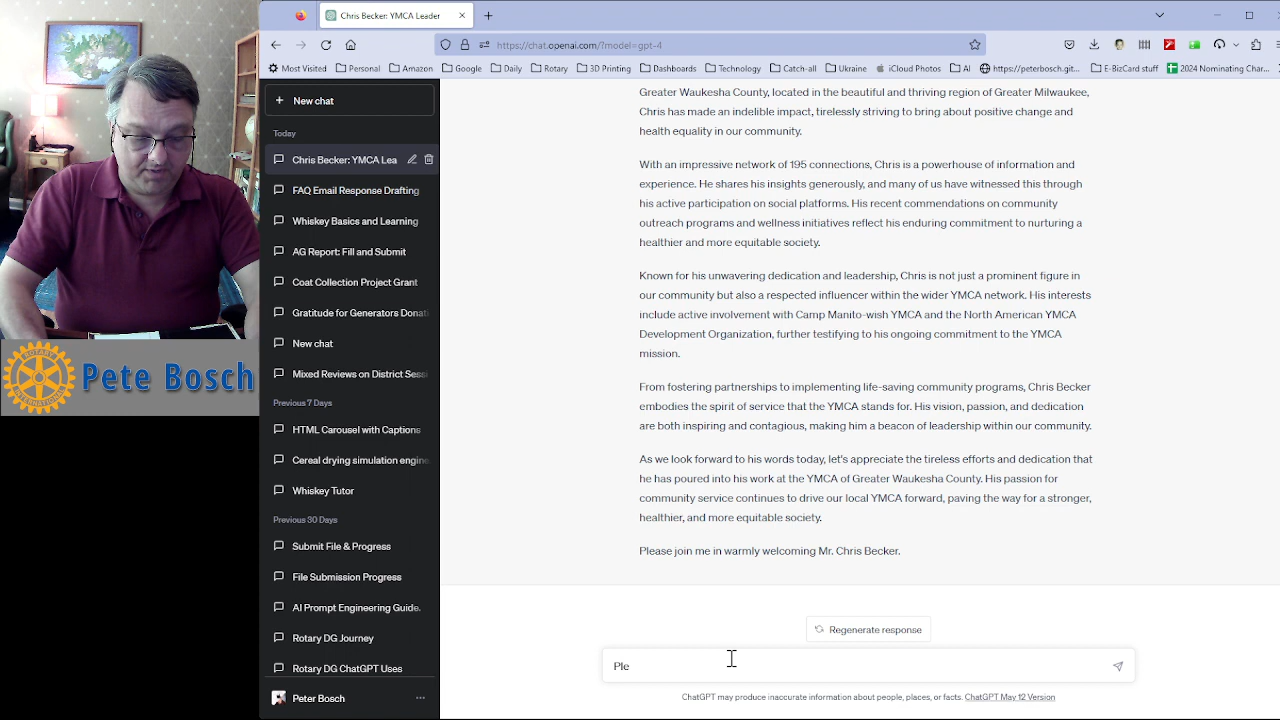 Chris Becker: YMCA Leader
https://chat.openai.com/?model=gpt-4
Most Visited Personal Amazon Google Daily Rotary 3D Printing Dashboards Technology Catch all Ukraine iCloud Photos AI https://peterbosch.gt... BizCard stuff 2024 Nominating Char...
New chat
Today
Chris Becker: YMCA Lea
FAQ Email Response Drafting
Whiskey Basics and Learning
AG Report: Fill and Submit
Coat Collection Project Grant
Gratitude for Generators Donati
New chat
Mixed Reviews on District Sessi
Previous 7 Days
HTML Carousel with Captions
Cereal drying simulation engine
Whiskey Tutor
Previous 30 Days
Submit File & Progress
File Submission Progress
AI Prompt Engineering Guide.
Rotary DG Journey
Rotary DG ChatGPT Uses
Peter Bosch
Greater Waukesha County, located in the beautiful and thriving region of Greater Milwaukee,
Chris has made an indelible impact, tirelessly striving to bring about positive change and
health equality in our community.
With an impressive network of 195 connections, Chris is a powerhouse of information and
experience. He shares his insights generously, and many of us have witnessed this through
his active participation on social platforms. His recent commendations on community
outreach programs and wellness initiatives reflect his enduring commitment to nurturing a
healthier and more equitable society.
Known for his unwavering dedication and leadership, Chris is not just a prominent figure in
our community but also a respected influencer within the wider YMCA network. His interests
include active involvement with Camp Manito-wish YMCA and the North American YMCA
Development Organization, further testifying to his ongoing commitment to the YMCA
mission.
From fostering partnerships to implementing life-saving community programs, Chris Becker
embodies the spirit of service that the YMCA stands for. His vision, passion, and dedication
are both inspiring and contagious, making him a beacon of leadership within our community.
As we look forward to his words today, let's appreciate the tireless efforts and dedication that
he has poured into his work at the YMCA of Greater Waukesha County. His passion for
community service continues to drive our local YMCA forward, paving the way for a stronger,
healthier, and more equitable society.
Please join me in warmly welcoming Mr. Chris Becker.
Regenerate response
Ple
ChatGPT may produce inaccurate information about people, places, or facts. ChatGPT May 12 Version
ROTARY
INTERNATIONAL
Pete Bosch